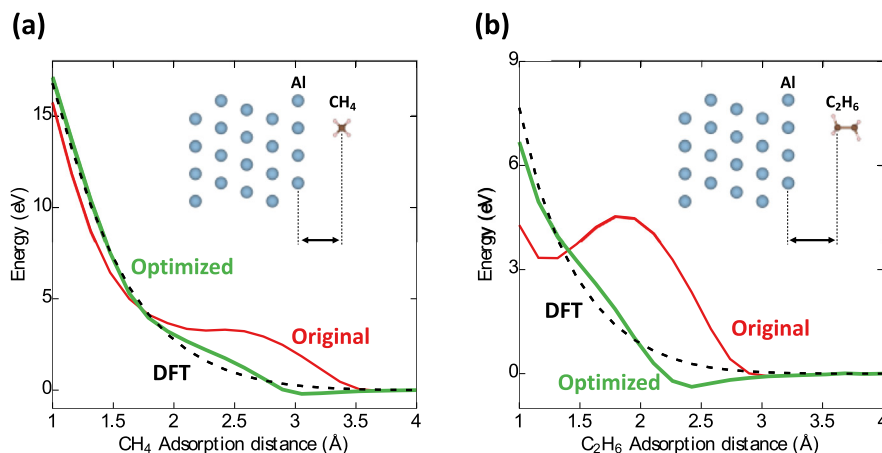 (a)
Energy (eV)
15
10
5
0
1
1.5
2
2.5
3
3.5
4
CH₄ Adsorption distance (Å)
Al
CH₄
Optimized
Original
DFT
(b)
Energy (eV)
9
6
3
0
1
1.5
2
2.5
3
3.5
4
C₂H₆ Adsorption distance (Å)
Al
C₂H₆
DFT
Original
Optimized